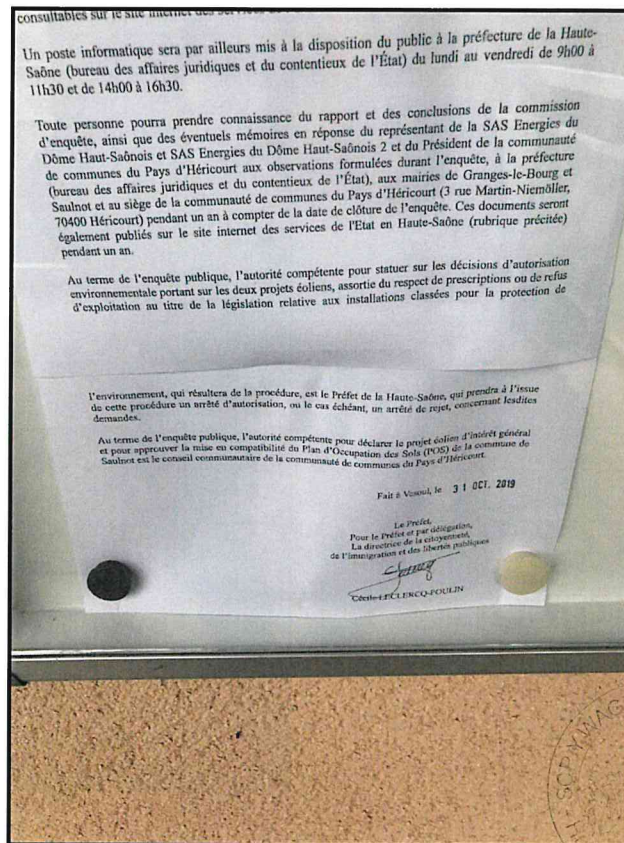 consultables sur le site internet des services de l'
Un poste informatique sera par ailleurs mis à la disposition du public à la préfecture de la Haute-
Saône (bureau des affaires juridiques et du contentieux de l'État) du lundi au vendredi de 9h00 à
11h30 et de 14h00 à 16h30.
Toute personne pourra prendre connaissance du rapport et des conclusions de la commission
d'enquête, ainsi que des éventuels mémoires en réponse du représentant de la SAS Energies du
Dôme Haut-Saônois et SAS Energies du Dôme Haut-Saônois 2 et du Président de la communauté
de communes du Pays d'Héricourt aux observations formulées durant l'enquête, à la préfecture
(bureau des affaires juridiques et du contentieux de l'État), aux mairies de Granges-le-Bourg et
Saulnot et au siège de la communauté de communes du Pays d'Héricourt (3 rue Martin-Niemöller,
70400 Héricourt) pendant un an à compter de la date de clôture de l'enquête. Ces documents seront
également publiés sur le site internet des services de l'Etat en Haute-Saône (rubrique précitée)
pendant un an.
Au terme de l'enquête publique, l'autorité compétente pour statuer sur les décisions d'autorisation
environnementale portant sur les deux projets éoliens, assortie du respect de prescriptions ou de refus
d'exploitation au titre de la législation relative aux installations classées pour la protection de
l'environnement, qui résultera de la procédure, est le Préfet de la Haute-Saône, qui prendra à l'issue
de cette procédure un arrêté d'autorisation, ou le cas échéant, un arrêté de rejet, concernant lesdites
demandes.
Au terme de l'enquête publique, l'autorité compétente pour déclarer le projet éolien d'intérêt général
et pour approuver la mise en compatibilité du Plan d'Occupation des Sols (POS) de la commune de
Saulnot est le conseil communautaire de la communauté de communes du Pays d'Héricourt.
Fait à Vesoul, le 31 OCT. 2019
Le Préfet,
Pour le Préfet et par délégation,
La directrice de la citoyenneté,
de l'immigration et des libertés publiques
Cécile LECLERCQ-POULIN